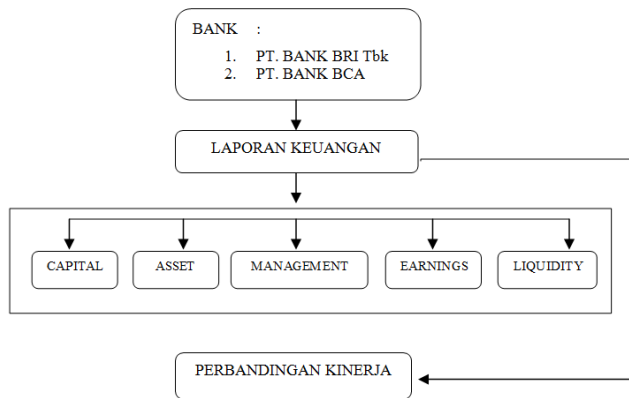 BANK :
1. PT. BANK BRI Tbk
2. PT. BANK BCA
LAPORAN KEUANGAN
CAPITAL
ASSET
MANAGEMENT
EARNINGS
LIQUIDITY
PERBANDINGAN KINERJA